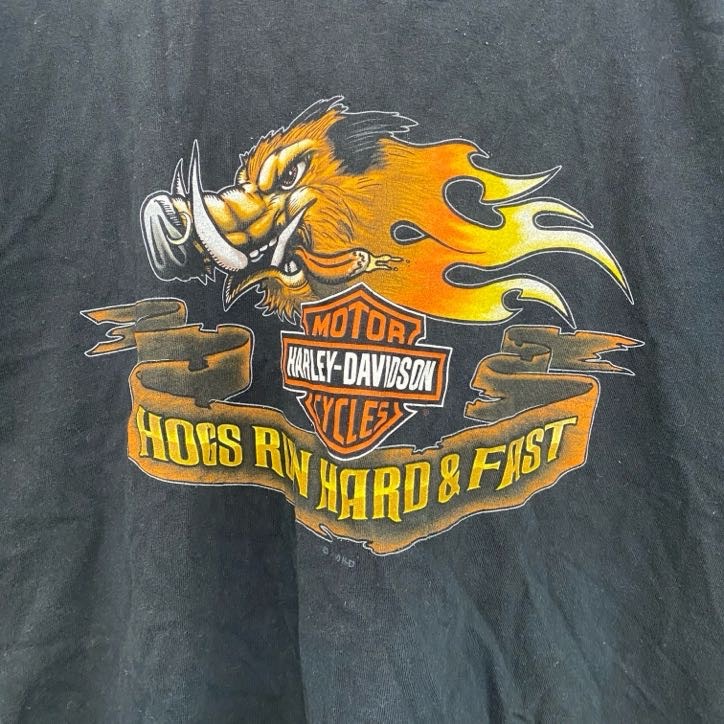 MOTOR
HARLEY-DAVIDSON
CYCLES
®
HOGS RUN HARD & FAST
H-D